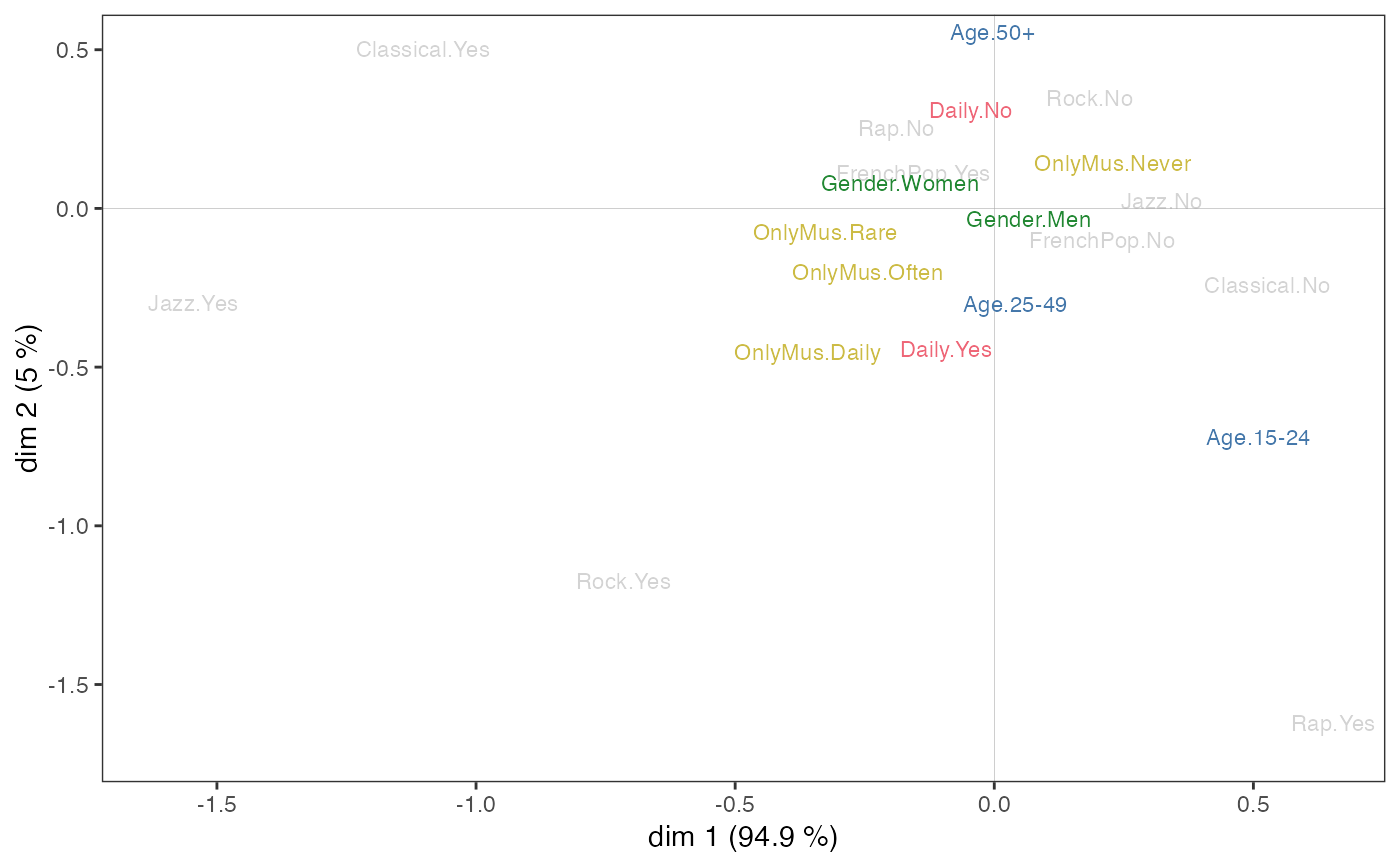 Age.50+
0.5
Classical.Yes
Rock.No
Daily.No
Rap.No
OnlyMus.Never
FrenchPop.Yes
Gender.Women
Jazz.No
0.0
Gender.Men
OnlyMus.Rare
FrenchPop.No
OnlyMus.Often
Classical.No
Jazz.Yes
Age.25-49
Daily.Yes
OnlyMus.Daily
-0.5
dim 2 (5 %)
Age.15-24
-1.0
Rock.Yes
-1.5
Rap.Yes
-1.5 -1.0 -0.5 0.0 0.5
dim 1 (94.9 %)